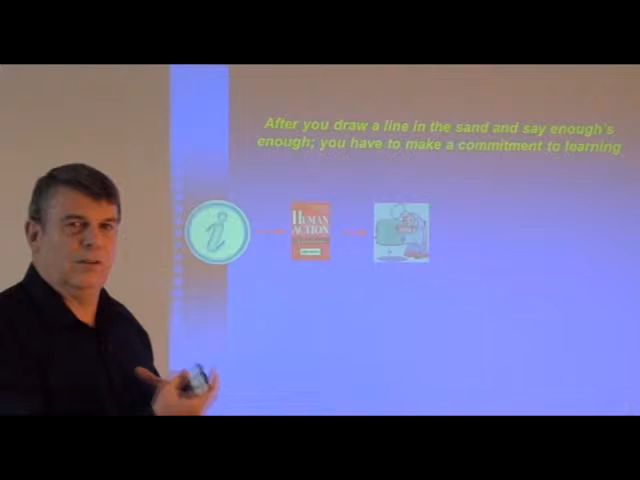 After you draw a line in the sand and say enough's
enough; you have to make a commitment to learning
HUMAN
ACTION